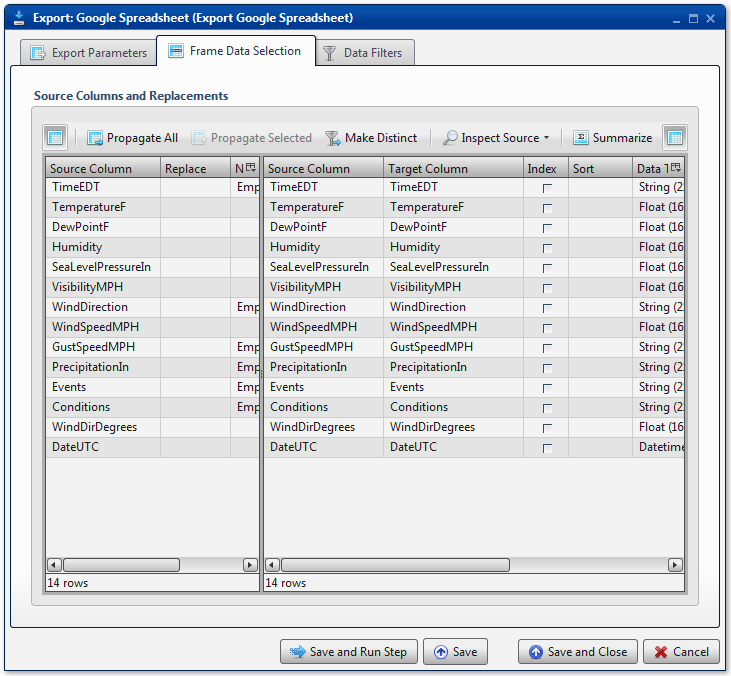 Export: Google Spreadsheet (Export Google Spreadsheet)
Export Parameters Frame Data Selection Data Filters
Source Columns and Replacements
Propagate All Propagate Selected Make Distinct Inspect Source Summarize
Source Column Replace N Source Column Target Column Index Sort Data T
TimeEDT Emp TimeEDT TimeEDT String (2
TemperatureF TemperatureF TemperatureF Float (16
DewPointF DewPointF DewPointF Float (16
Humidity Humidity Humidity Float (16
SeaLevelPressureIn SeaLevelPressureIn SeaLevelPressureIn Float (16
VisibilityMPH VisibilityMPH VisibilityMPH Float (16
WindDirection Emp WindDirection WindDirection String (2
WindSpeedMPH WindSpeedMPH WindSpeedMPH Float (16
GustSpeedMPH Emp GustSpeedMPH GustSpeedMPH String (2
PrecipitationIn Emp PrecipitationIn PrecipitationIn String (2
Events Emp Events Events String (2
Conditions Emp Conditions Conditions String (2
WindDirDegrees WindDirDegrees WindDirDegrees Float (16
DateUTC DateUTC DateUTC Datetime
14 rows 14 rows
Save and Run Step Save Save and Close Cancel